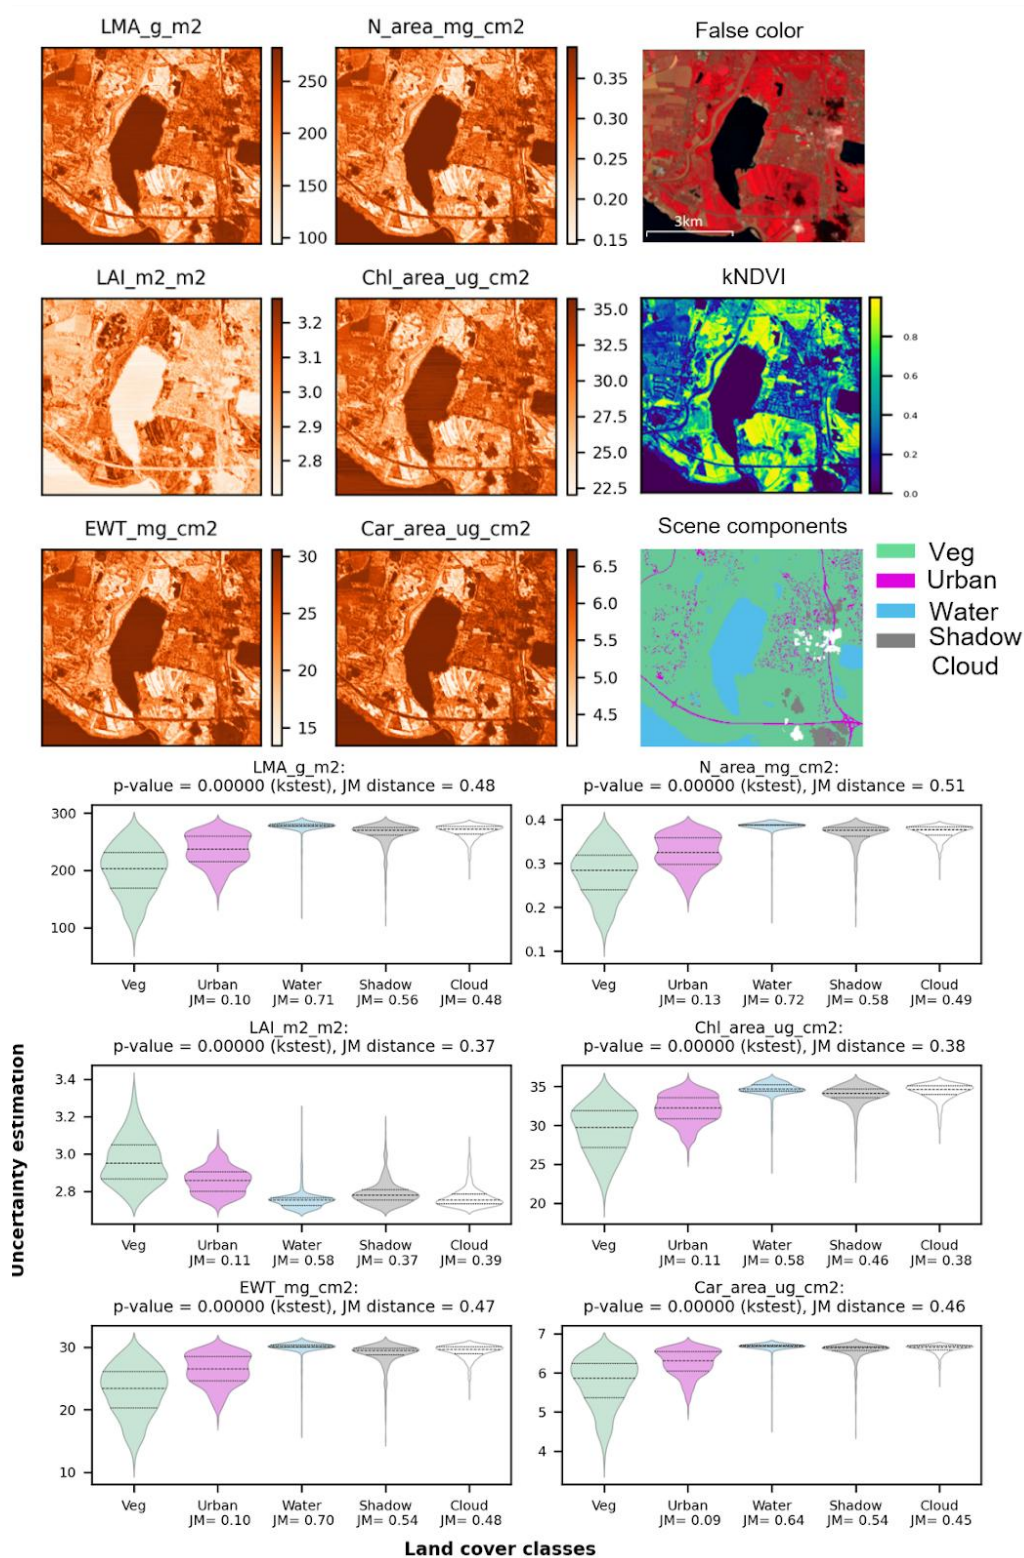 LMA_g_m2
N_area_mg_cm2
False color
250
200
150
100
0.35
0.30
0.25
0.20
0.15
3km
LAI_m2_m2
Chl_area_ug_cm2
kNDVI
3.2
3.1
3.0
2.9
2.8
35.0
32.5
30.0
27.5
25.0
22.5
0.8
0.6
0.4
0.2
0.0
EWT_mg_cm2
Car_area_ug_cm2
Scene components
30
25
20
15
6.5
6.0
5.5
5.0
4.5
Veg
Urban
Water
Shadow
Cloud
Uncertainty estimation
LMA_g_m2:
p-value = 0.00000 (kstest), JM distance = 0.48
300
200
100
Veg Urban Water Shadow Cloud
JM= 0.10 JM= 0.71 JM= 0.56 JM= 0.48
N_area_mg_cm2:
p-value = 0.00000 (kstest), JM distance = 0.51
0.4
0.3
0.2
0.1
Veg Urban Water Shadow Cloud
JM= 0.13 JM= 0.72 JM= 0.58 JM= 0.49
LAI_m2_m2:
p-value = 0.00000 (kstest), JM distance = 0.37
3.4
3.2
3.0
2.8
Veg Urban Water Shadow Cloud
JM= 0.11 JM= 0.58 JM= 0.37 JM= 0.39
Chl_area_ug_cm2:
p-value = 0.00000 (kstest), JM distance = 0.38
35
30
25
20
Veg Urban Water Shadow Cloud
JM= 0.11 JM= 0.58 JM= 0.46 JM= 0.38
EWT_mg_cm2:
p-value = 0.00000 (kstest), JM distance = 0.47
30
20
10
Veg Urban Water Shadow Cloud
JM= 0.10 JM= 0.70 JM= 0.54 JM= 0.48
Car_area_ug_cm2:
p-value = 0.00000 (kstest), JM distance = 0.46
7
6
5
4
Veg Urban Water Shadow Cloud
JM= 0.09 JM= 0.64 JM= 0.54 JM= 0.45
Land cover classes